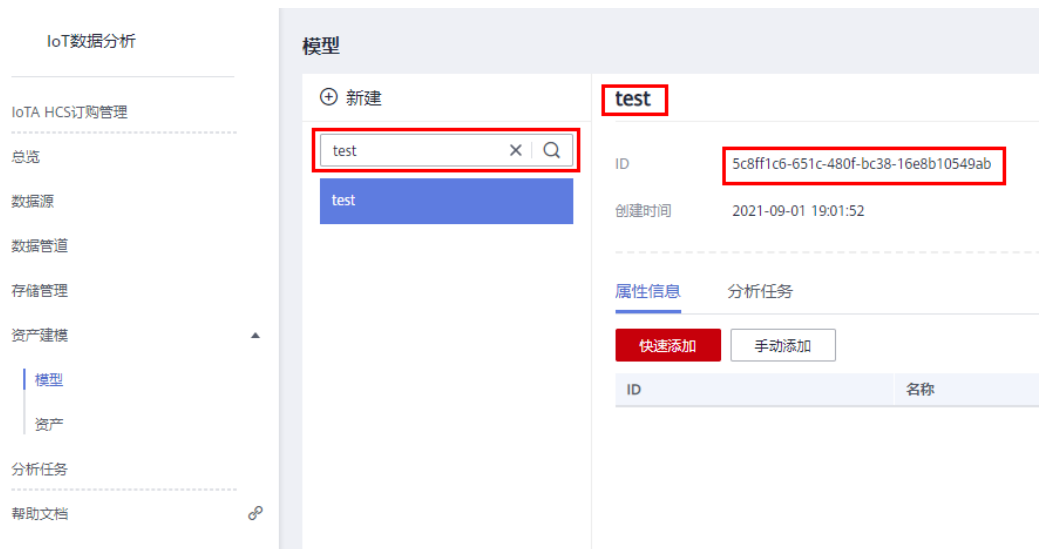 IoT数据分析
IoTA HCS订购管理
总览
数据源
数据管道
存储管理
资产建模
模型
资产
分析任务
帮助文档
模型
新建
test
test
test
ID 5c8ff1c6-651c-480f-bc38-16e8b10549ab
创建时间 2021-09-01 19:01:52
属性信息 分析任务
快速添加 手动添加
ID 名称